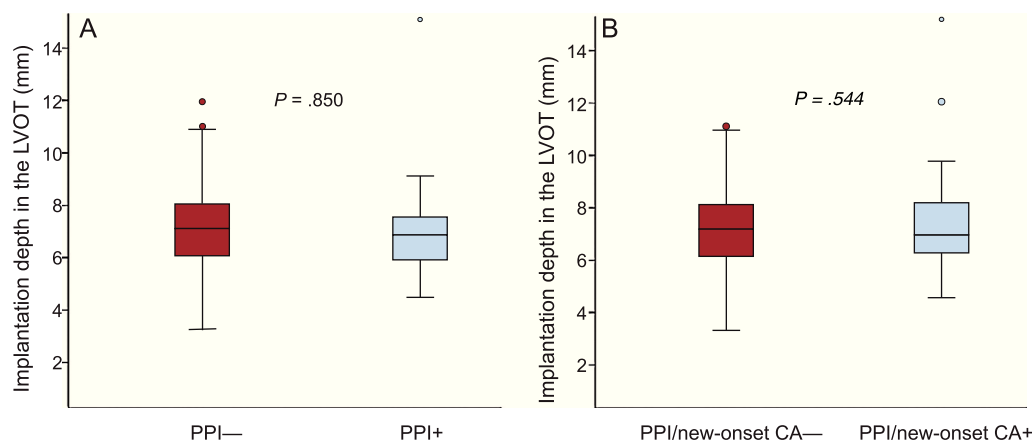 A
Implantation depth in the LVOT (mm)
14
12
10
8
6
4
2
P = .850
PPI—
PPI+
B
Implantation depth in the LVOT (mm)
14
12
10
8
6
4
2
P = .544
PPI/new-onset CA—
PPI/new-onset CA+